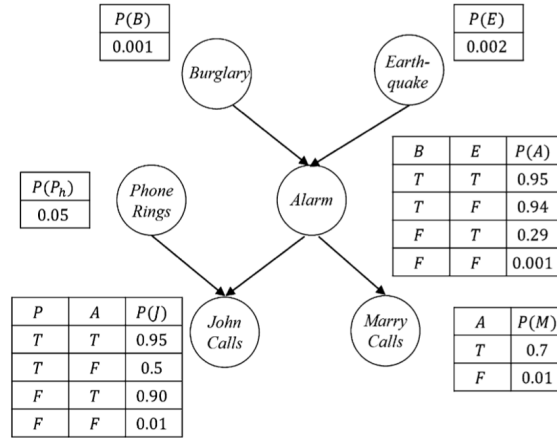 P(B)
0.001
P(E)
0.002
Burglary
Earth-
quake
B E P(A)
T T 0.95
T F 0.94
F T 0.29
F F 0.001
P(Pₕ)
0.05
Phone
Rings
Alarm
P A P(J)
T T 0.95
T F 0.5
F T 0.90
F F 0.01
John
Calls
Marry
Calls
A P(M)
T 0.7
F 0.01